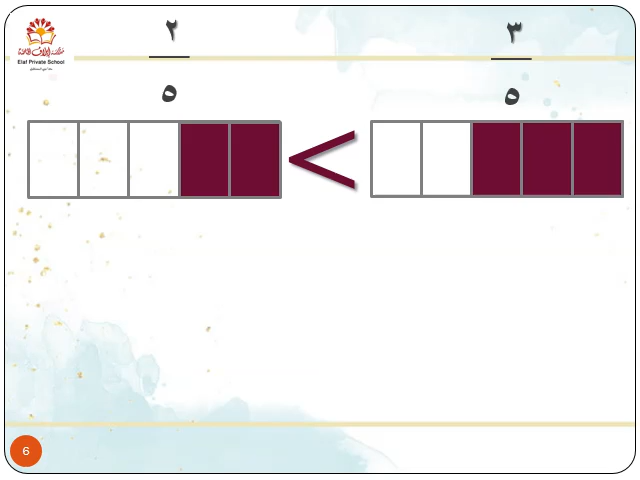 ٣ ٢
٥ ٥
<
Elaf Private School
6